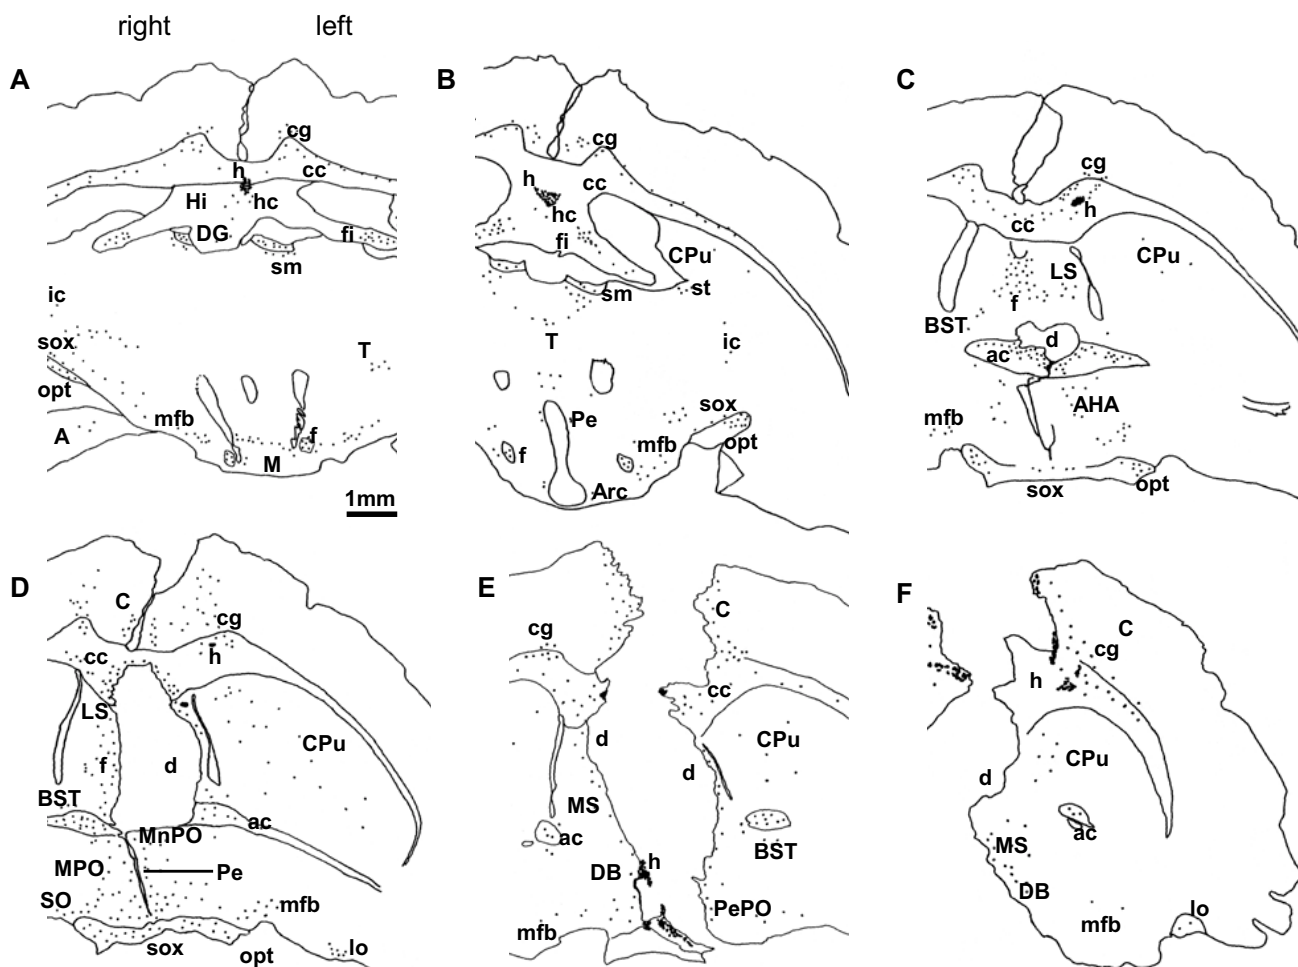 right left
A
cg
h
cc
Hi
hc
DG
fi
sm
ic
sox
T
opt
mfb
A
f
M
1mm
B
cg
h
cc
hc
fi
CPu
sm
st
T
ic
Pe
sox
mfb
opt
f
Arc
C
cg
h
cc
LS
CPu
f
BST
d
ac
AHA
mfb
sox
opt
D
C
cg
cc
h
LS
CPu
f
d
BST
ac
MnPO
MPO
Pe
SO
mfb
sox
opt
lo
E
C
cg
cc
d
CPu
d
MS
ac
BST
h
DB
PePO
mfb
F
C
cg
h
CPu
d
ac
MS
DB
lo
mfb